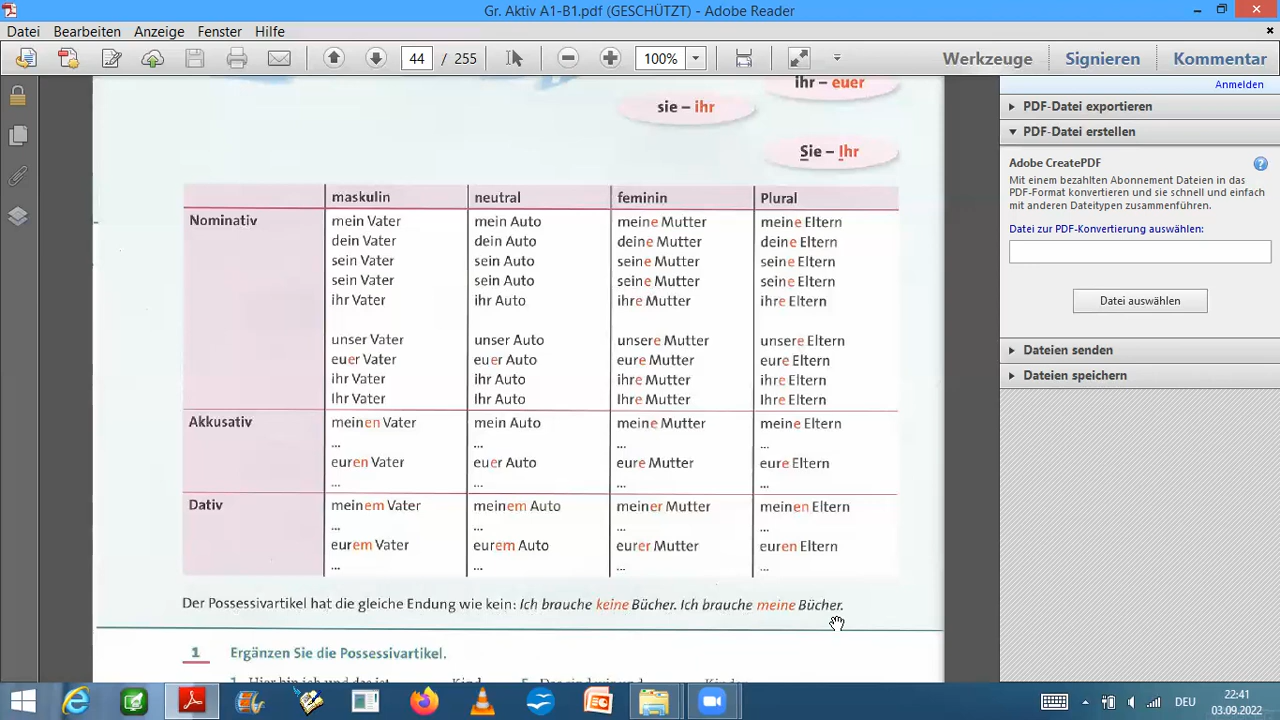 Gr. Aktiv A1-B1.pdf (GESCHÜTZT) - Adobe Reader
Datei Bearbeiten Anzeige Fenster Hilfe
44 / 255 100% Werkzeuge Signieren Kommentar
Anmelden
ihr – euer
sie – ihr
Sie – Ihr
maskulin neutral feminin Plural
Nominativ mein Vater mein Auto meine Mutter meine Eltern
dein Vater dein Auto deine Mutter deine Eltern
sein Vater sein Auto seine Mutter seine Eltern
sein Vater sein Auto seine Mutter seine Eltern
ihr Vater ihr Auto ihre Mutter ihre Eltern
unser Vater unser Auto unsere Mutter unsere Eltern
euer Vater euer Auto eure Mutter eure Eltern
ihr Vater ihr Auto ihre Mutter ihre Eltern
Ihr Vater Ihr Auto Ihre Mutter Ihre Eltern
Akkusativ meinen Vater mein Auto meine Mutter meine Eltern
... ... ... ...
euren Vater euer Auto eure Mutter eure Eltern
... ... ... ...
Dativ meinem Vater meinem Auto meiner Mutter meinen Eltern
... ... ... ...
eurem Vater eurem Auto eurer Mutter euren Eltern
... ... ... ...
Der Possessivartikel hat die gleiche Endung wie kein: Ich brauche keine Bücher. Ich brauche meine Bücher.
1 Ergänzen Sie die Possessivartikel.
PDF-Datei exportieren
PDF-Datei erstellen
Adobe CreatePDF
Mit einem bezahlten Abonnement Dateien in das
PDF-Format konvertieren und sie schnell und einfach
mit anderen Dateitypen zusammenführen.
Datei zur PDF-Konvertierung auswählen:
Datei auswählen
Dateien senden
Dateien speichern
DEU
22:41
03.09.2022